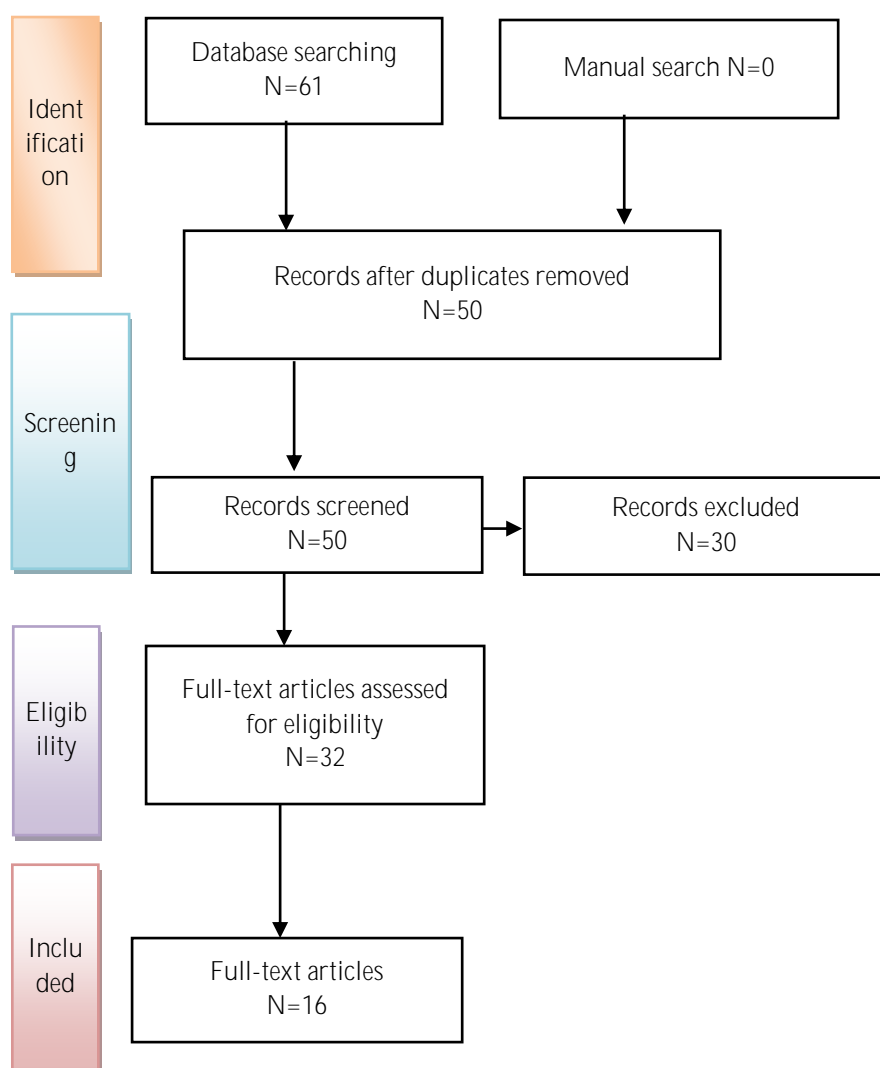 Ident
ificati
on
Database searching
N=61
Manual search N=0
Records after duplicates removed
N=50
Screenin
g
Records screened
N=50
Records excluded
N=30
Eligib
ility
Full-text articles assessed
for eligibility
N=32
Inclu
ded
Full-text articles
N=16